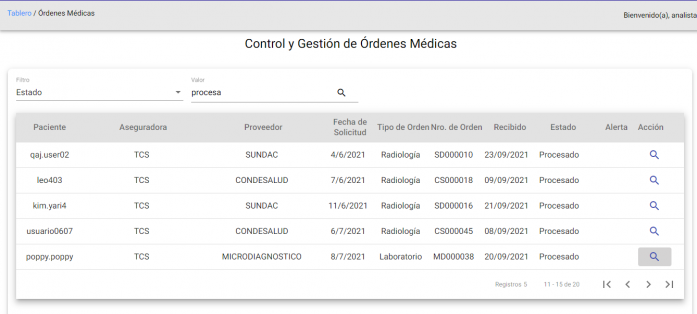 Tablero / Órdenes Médicas
Bienvenido(a), analista
Control y Gestión de Órdenes Médicas
Filtro
Estado
Valor
procesa
Paciente Aseguradora Proveedor Fecha de Solicitud Tipo de Orden Nro. de Orden Recibido Estado Alerta Acción
qaj.user02 TCS SUNDAC 4/6/2021 Radiología SD000010 23/09/2021 Procesado
leo403 TCS CONDESALUD 7/6/2021 Radiología CS000018 09/09/2021 Procesado
kim.yari4 TCS SUNDAC 11/6/2021 Radiología SD000016 21/09/2021 Procesado
usuario0607 TCS CONDESALUD 6/7/2021 Radiología CS000045 08/09/2021 Procesado
poppy.poppy TCS MICRODIAGNOSTICO 8/7/2021 Laboratorio MD000038 20/09/2021 Procesado
Registros 5 11 - 15 de 20